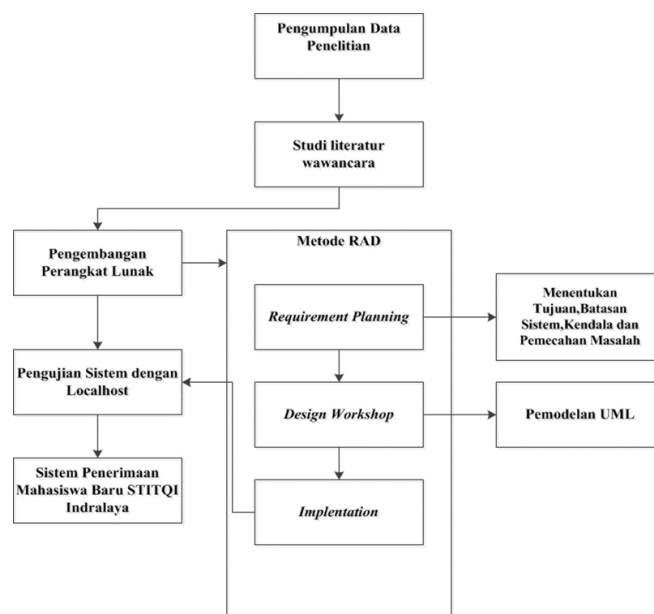 Pengumpulan Data
Penelitian
Studi literatur
wawancara
Pengembangan
Perangkat Lunak
Metode RAD
Requirement Planning
Menentukan
Tujuan,Batasan
Sistem,Kendala dan
Pemecahan Masalah
Pengujian Sistem dengan
Localhost
Design Workshop
Pemodelan UML
Sistem Penerimaan
Mahasiswa Baru STITQI
Indralaya
Implentation